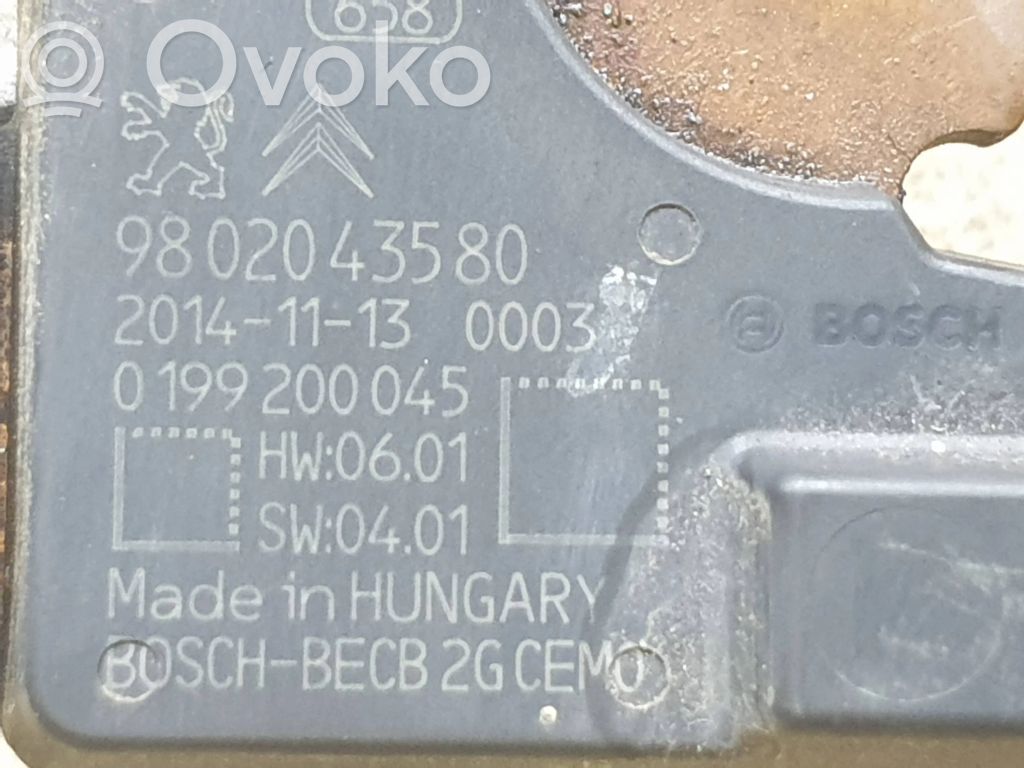 658
Ovoko
98 020 435 80
2014-11-13 0003
0 199 200 045
BOSCH
HW:06.01
SW:04.01
Made in HUNGARY
BOSCH-BECB 2G CEM0